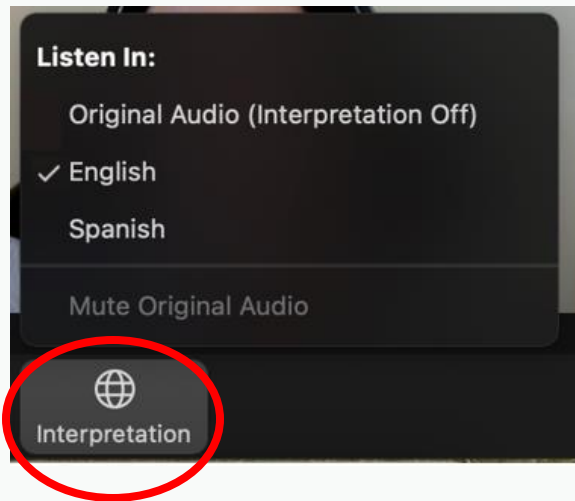 Listen In:
Original Audio (Interpretation Off)
✓ English
Spanish
Mute Original Audio
Interpretation